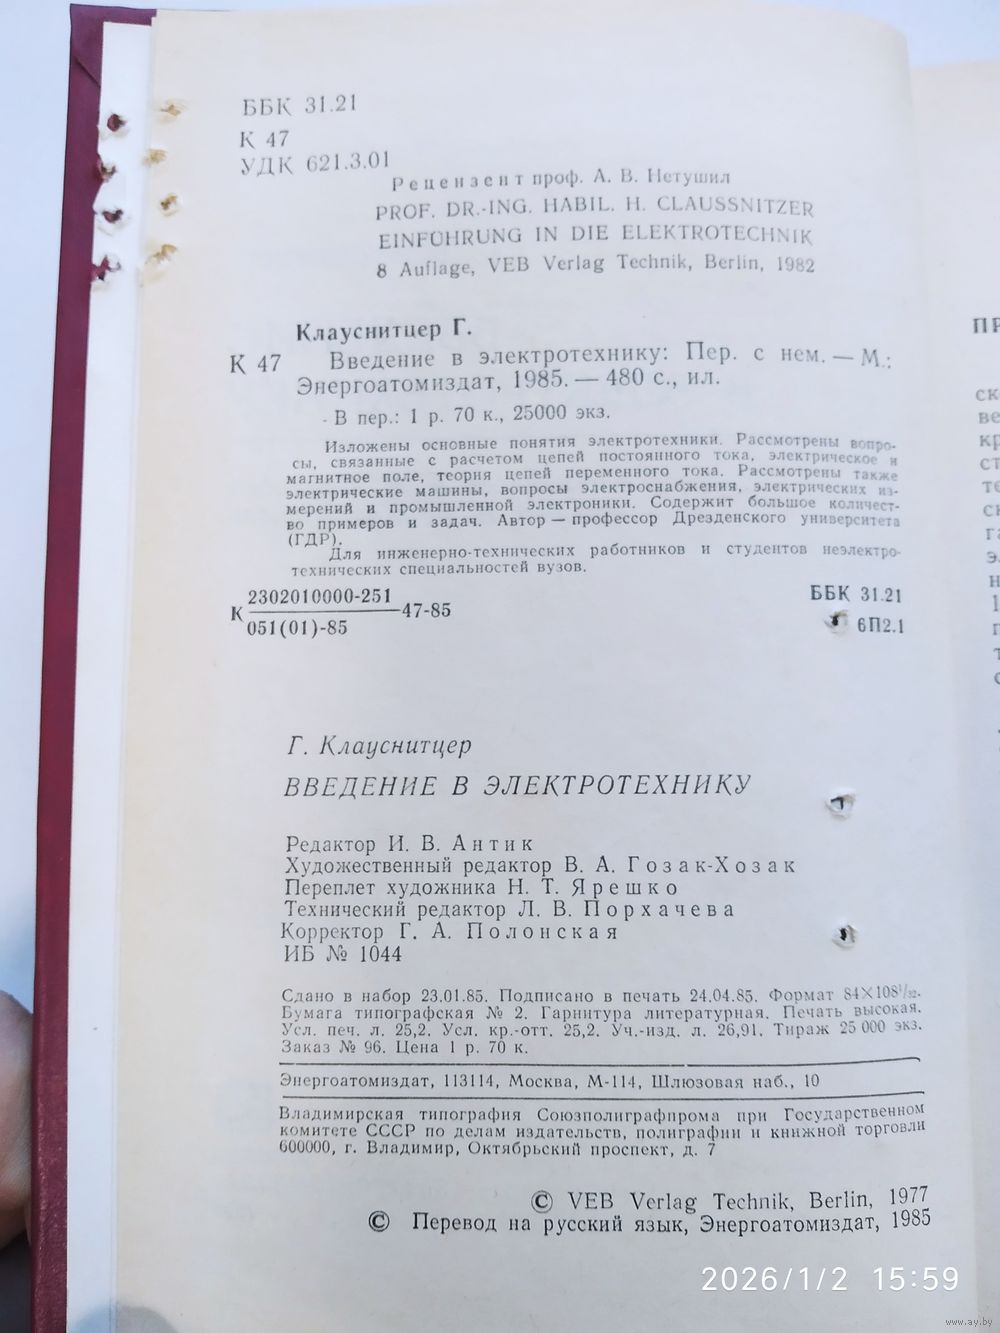 ББК 31.21
К 47
УДК 621.3.01
Рецензент проф. А. В. Нетушил
PROF. DR.-ING. HABIL. H. CLAUSSNITZER
EINFÜHRUNG IN DIE ELEKTROTECHNIK
8 Auflage, VEB Verlag Technik, Berlin, 1982
Клауснитцер Г.
К 47 Введение в электротехнику: Пер. с нем. — М.:
Энергоатомиздат, 1985. — 480 с., ил.
В пер.: 1 р. 70 к., 25000 экз.
Изложены основные понятия электротехники. Рассмотрены вопро-
сы, связанные с расчетом цепей постоянного тока, электрическое и
магнитное поле, теория цепей переменного тока. Рассмотрены также
электрические машины, вопросы электроснабжения, электрических из-
мерений и промышленной электроники. Содержит большое количест-
во примеров и задач. Автор — профессор Дрезденского университета
(ГДР).
Для инженерно-технических работников и студентов неэлектро-
технических специальностей вузов.
К 2302010000-251 / 051(01)-85 47-85
ББК 31.21
6П2.1
Г. Клауснитцер
ВВЕДЕНИЕ В ЭЛЕКТРОТЕХНИКУ
Редактор И. В. Антик
Художественный редактор В. А. Гозак-Хозак
Переплет художника Н. Т. Ярешко
Технический редактор Л. В. Порхачева
Корректор Г. А. Полонская
ИБ № 1044
Сдано в набор 23.01.85. Подписано в печать 24.04.85. Формат 84×108¹/₃₂.
Бумага типографская № 2. Гарнитура литературная. Печать высокая.
Усл. печ. л. 25,2. Усл. кр.-отт. 25,2. Уч.-изд. л. 26,91. Тираж 25 000 экз.
Заказ № 96. Цена 1 р. 70 к.
Энергоатомиздат, 113114, Москва, М-114, Шлюзовая наб., 10
Владимирская типография Союзполиграфпрома при Государственном
комитете СССР по делам издательств, полиграфии и книжной торговли
600000, г. Владимир, Октябрьский проспект, д. 7
© VEB Verlag Technik, Berlin, 1977
© Перевод на русский язык, Энергоатомиздат, 1985
2026/1/2 15:59
www.ay.by